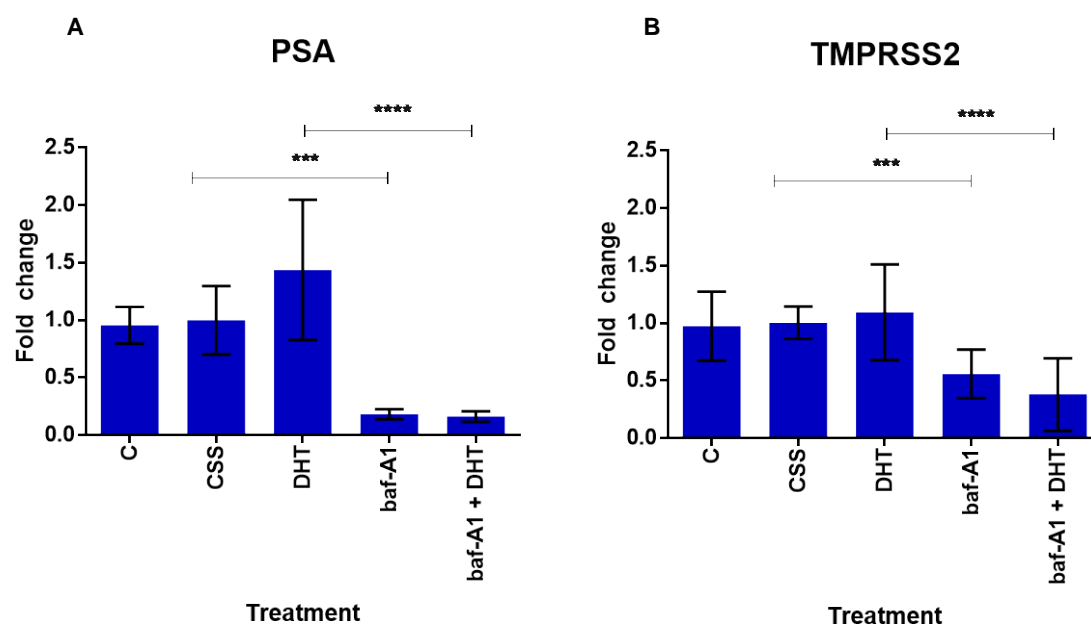 A
PSA
****
***
2.5
2.0
1.5
1.0
0.5
0.0
Fold change
C
CSS
DHT
baf-A1
baf-A1 + DHT
Treatment
B
TMPRSS2
****
***
2.5
2.0
1.5
1.0
0.5
0.0
Fold change
C
CSS
DHT
baf-A1
baf-A1 + DHT
Treatment